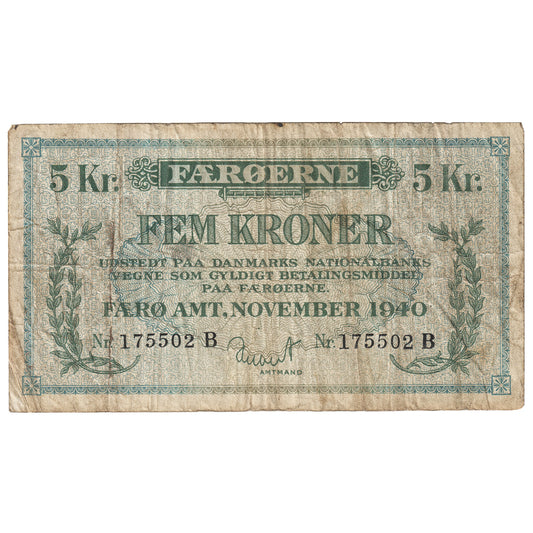 5 Kr. FÆRØERNE 5 Kr.
FEM KRONER
UDSTEDT PAA DANMARKS NATIONALBANKS
VEGNE SOM GYLDIGT BETALINGSMIDDEL
PAA FÆRØERNE.
FÆRØ AMT, NOVEMBER 1940
Nr. 175502 B Nr. 175502 B
AMTMAND